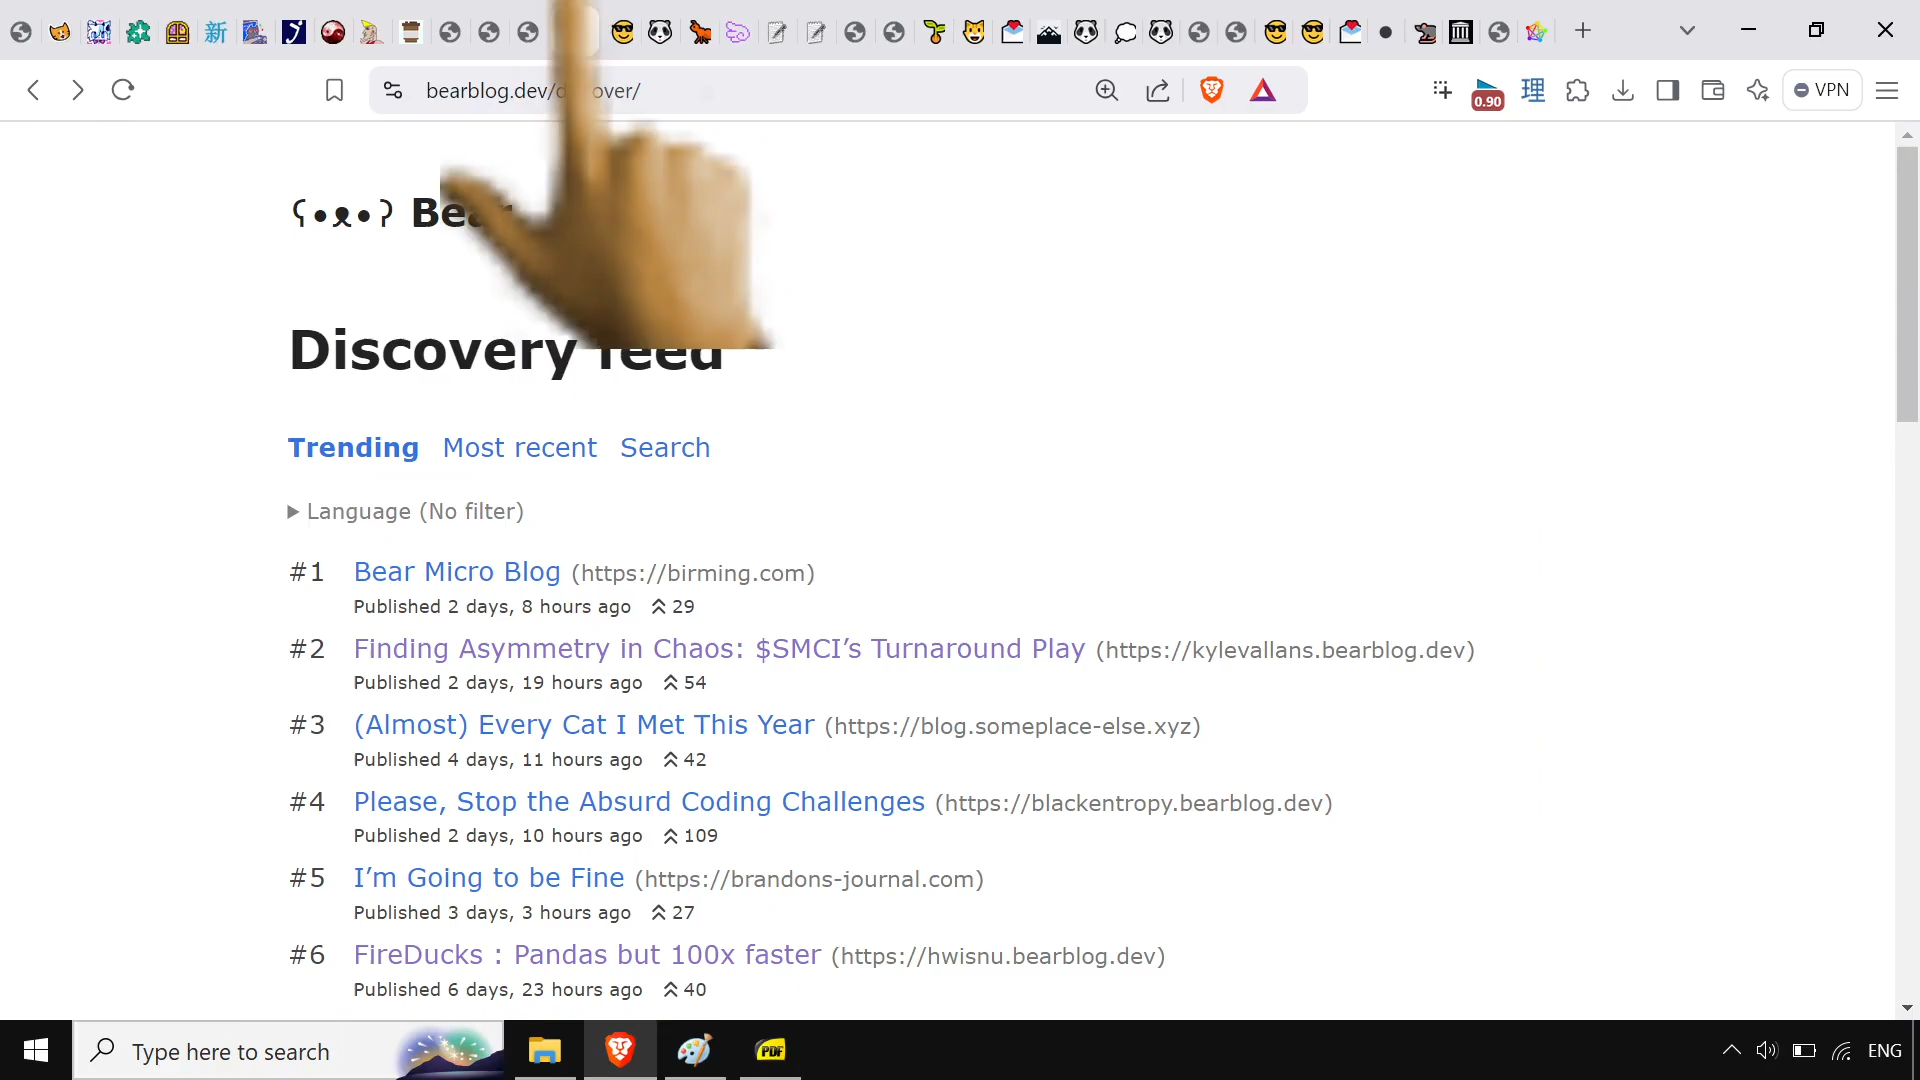 新
bearblog.dev/d over/
0.90
理
VPN
ʕ•ᴥ•ʔ Bear
Discovery feed
Trending Most recent Search
▶ Language (No filter)
#1 Bear Micro Blog (https://birming.com)
Published 2 days, 8 hours ago 29
#2 Finding Asymmetry in Chaos: $SMCI’s Turnaround Play (https://kylevallans.bearblog.dev)
Published 2 days, 19 hours ago 54
#3 (Almost) Every Cat I Met This Year (https://blog.someplace-else.xyz)
Published 4 days, 11 hours ago 42
#4 Please, Stop the Absurd Coding Challenges (https://blackentropy.bearblog.dev)
Published 2 days, 10 hours ago 109
#5 I’m Going to be Fine (https://brandons-journal.com)
Published 3 days, 3 hours ago 27
#6 FireDucks : Pandas but 100x faster (https://hwisnu.bearblog.dev)
Published 6 days, 23 hours ago 40
Type here to search
PDF
ENG